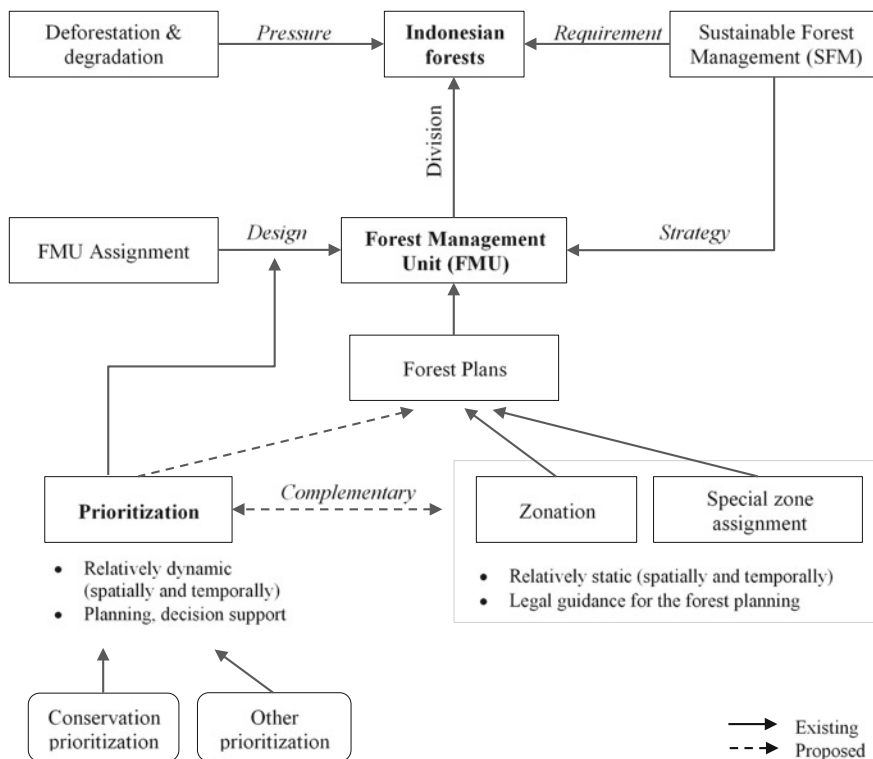 Deforestation &
degradation
Pressure
Indonesian
forests
Requirement
Sustainable Forest
Management (SFM)
Division
FMU Assignment
Design
Forest Management
Unit (FMU)
Strategy
Forest Plans
Prioritization
Complementary
Zonation
Special zone
assignment
• Relatively dynamic
(spatially and temporally)
• Planning, decision support
• Relatively static (spatially and temporally)
• Legal guidance for the forest planning
Conservation
prioritization
Other
prioritization
Existing
Proposed